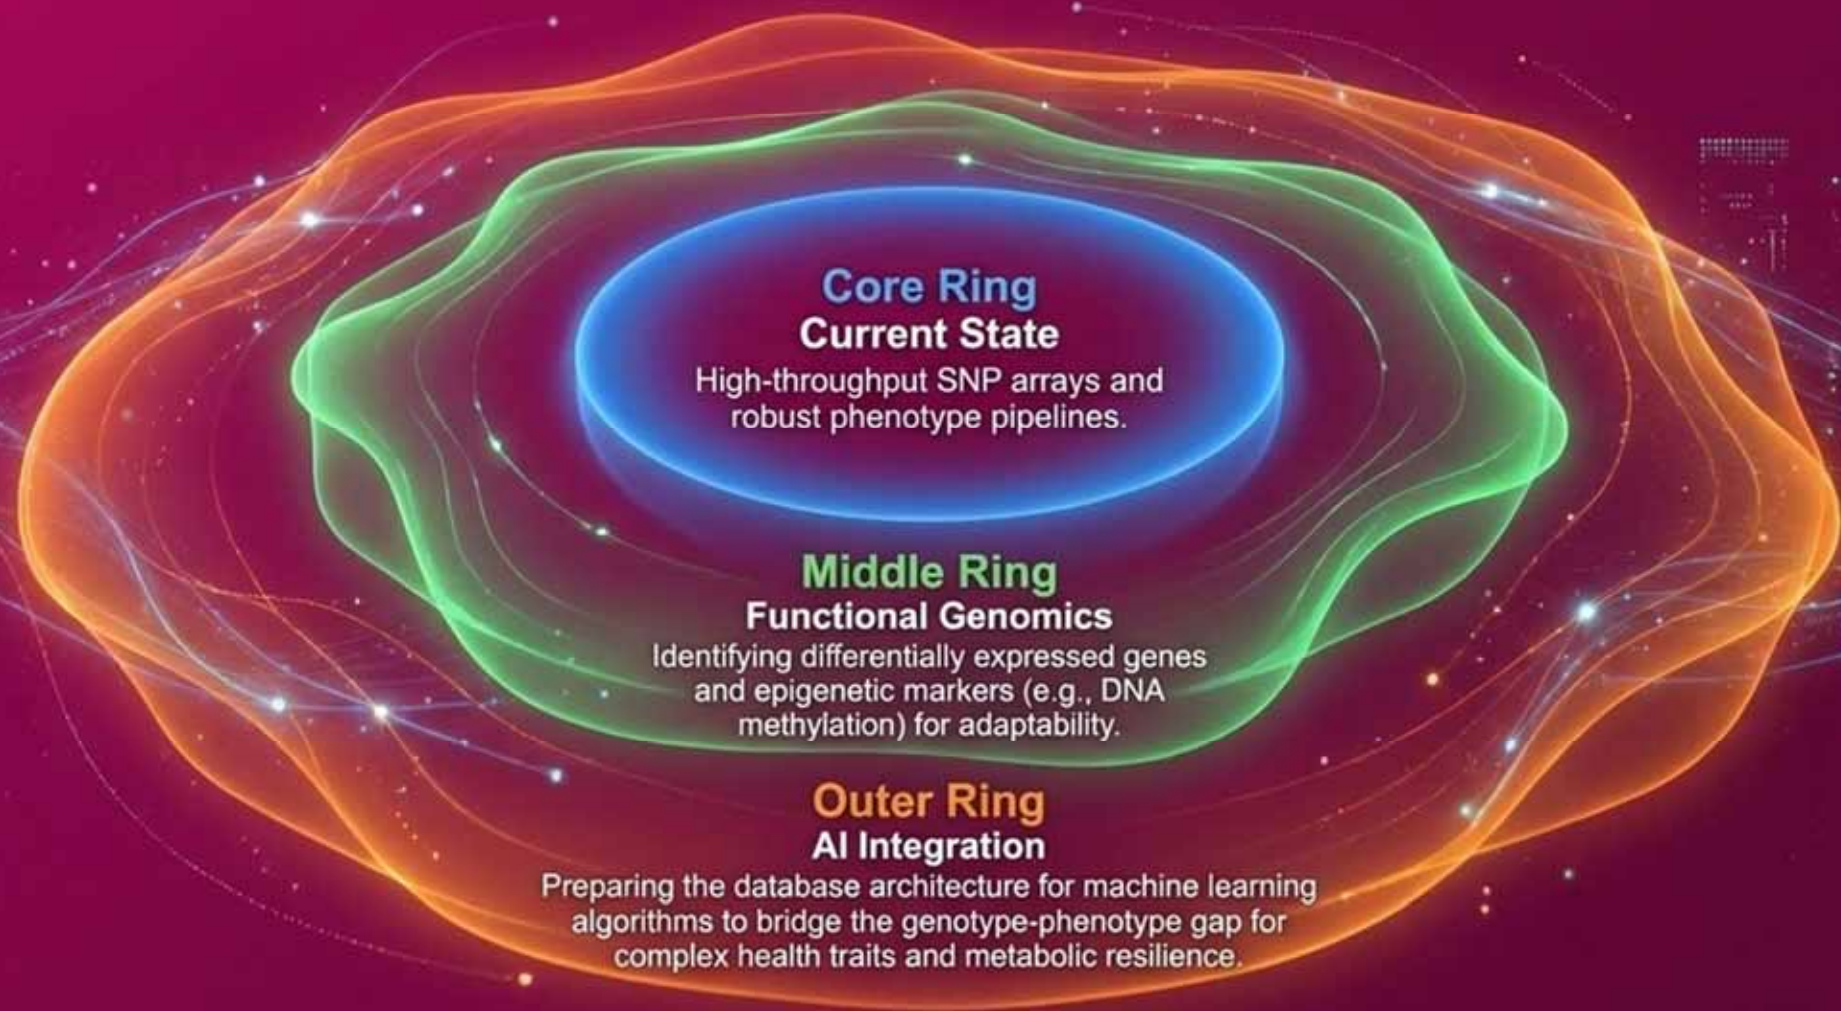 Core Ring
Current State
High-throughput SNP arrays and
robust phenotype pipelines.
Middle Ring
Functional Genomics
Identifying differentially expressed genes
and epigenetic markers (e.g., DNA
methylation) for adaptability.
Outer Ring
AI Integration
Preparing the database architecture for machine learning
algorithms to bridge the genotype-phenotype gap for
complex health traits and metabolic resilience.